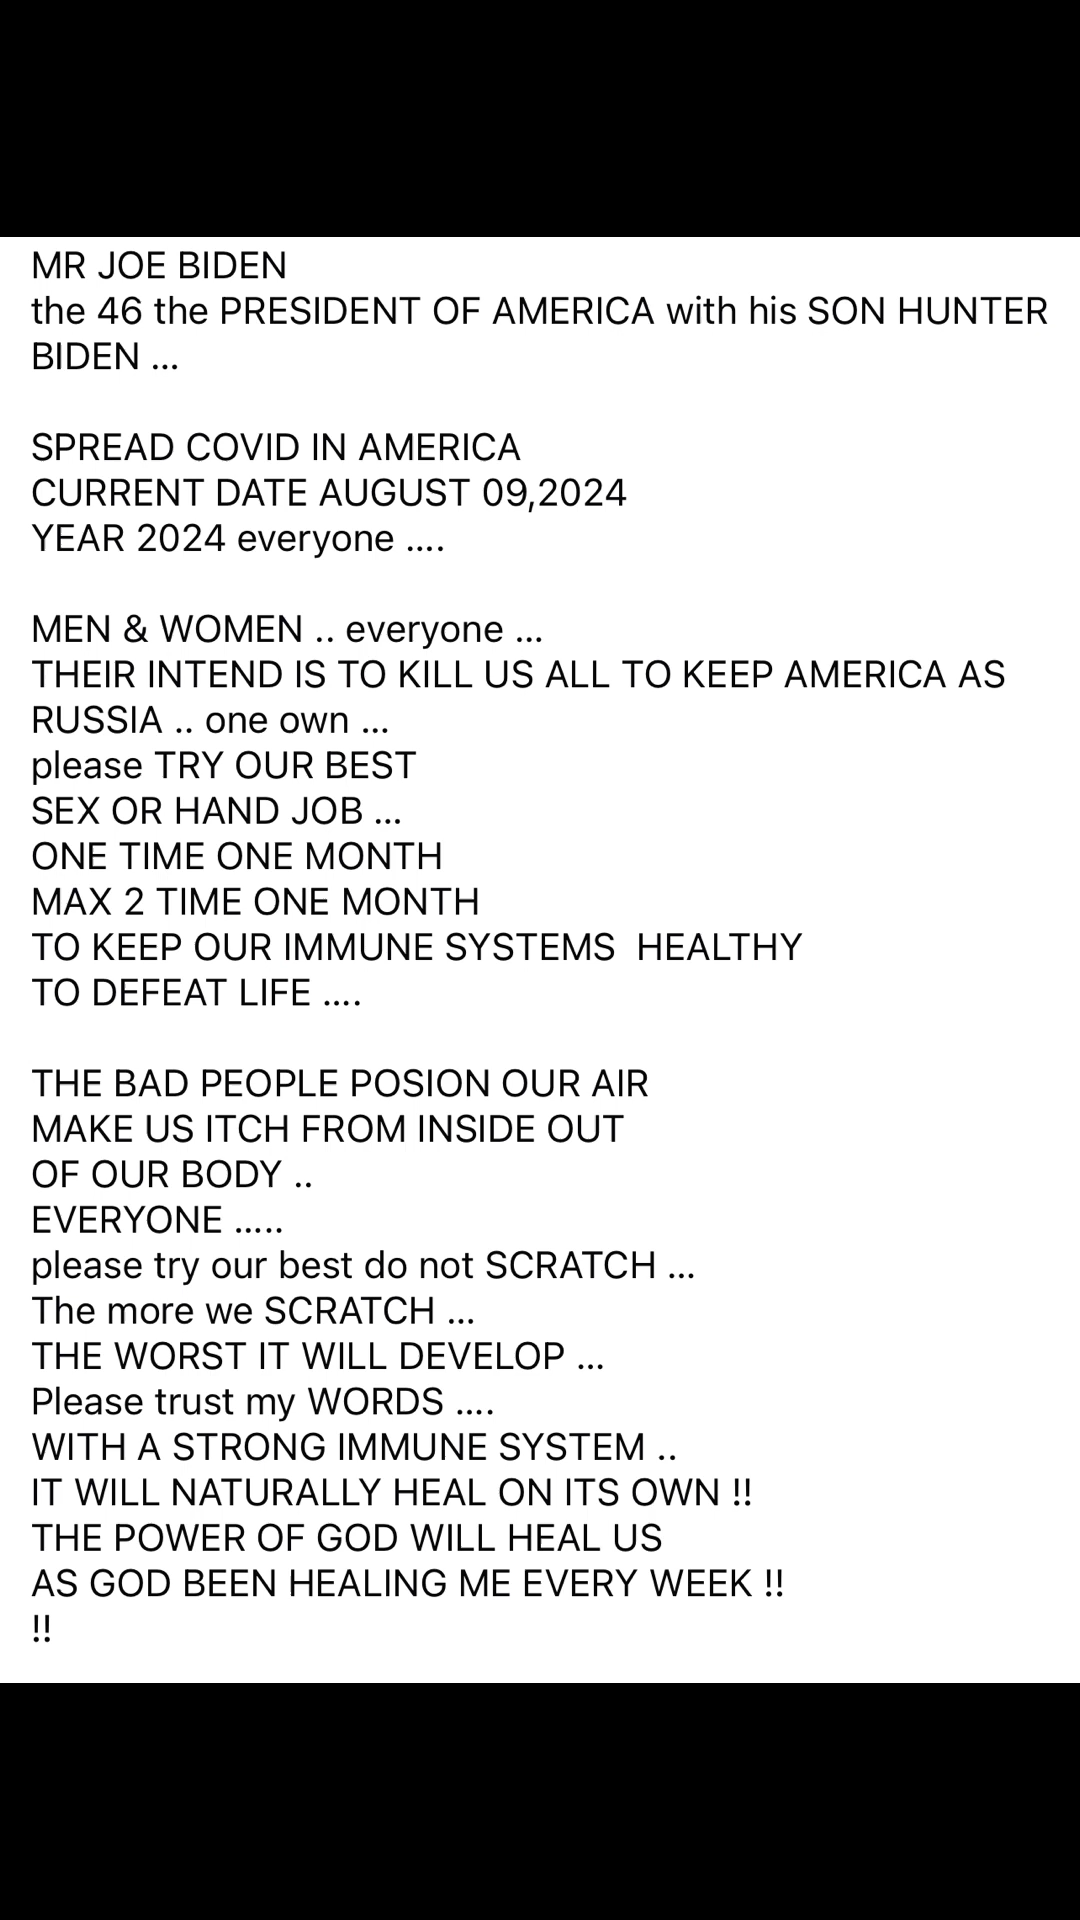 MR JOE BIDEN
the 46 the PRESIDENT OF AMERICA with his SON HUNTER
BIDEN ...
SPREAD COVID IN AMERICA
CURRENT DATE AUGUST 09,2024
YEAR 2024 everyone ....
MEN & WOMEN .. everyone ...
THEIR INTEND IS TO KILL US ALL TO KEEP AMERICA AS
RUSSIA .. one own ...
please TRY OUR BEST
SEX OR HAND JOB ...
ONE TIME ONE MONTH
MAX 2 TIME ONE MONTH
TO KEEP OUR IMMUNE SYSTEMS  HEALTHY
TO DEFEAT LIFE ....
THE BAD PEOPLE POSION OUR AIR
MAKE US ITCH FROM INSIDE OUT
OF OUR BODY ..
EVERYONE .....
please try our best do not SCRATCH ...
The more we SCRATCH ...
THE WORST IT WILL DEVELOP ...
Please trust my WORDS ....
WITH A STRONG IMMUNE SYSTEM ..
IT WILL NATURALLY HEAL ON ITS OWN !!
THE POWER OF GOD WILL HEAL US
AS GOD BEEN HEALING ME EVERY WEEK !!
!!